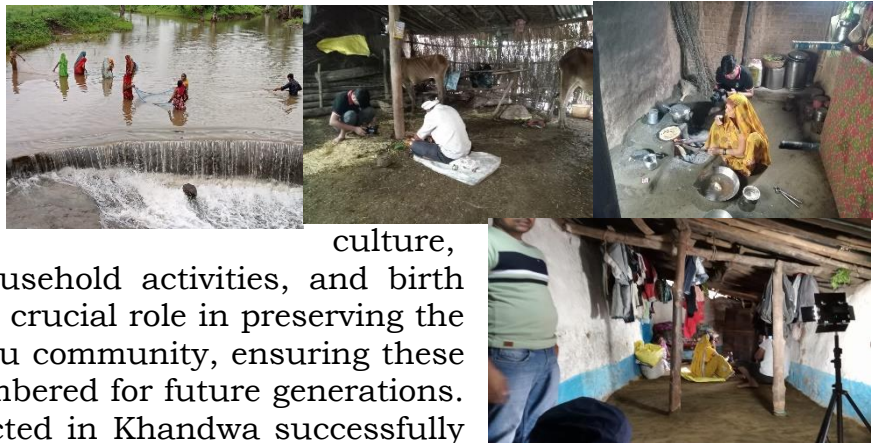 culture,
usehold activities, and birth
crucial role in preserving the
u community, ensuring these
nbered for future generations.
cted in Khandwa successfully